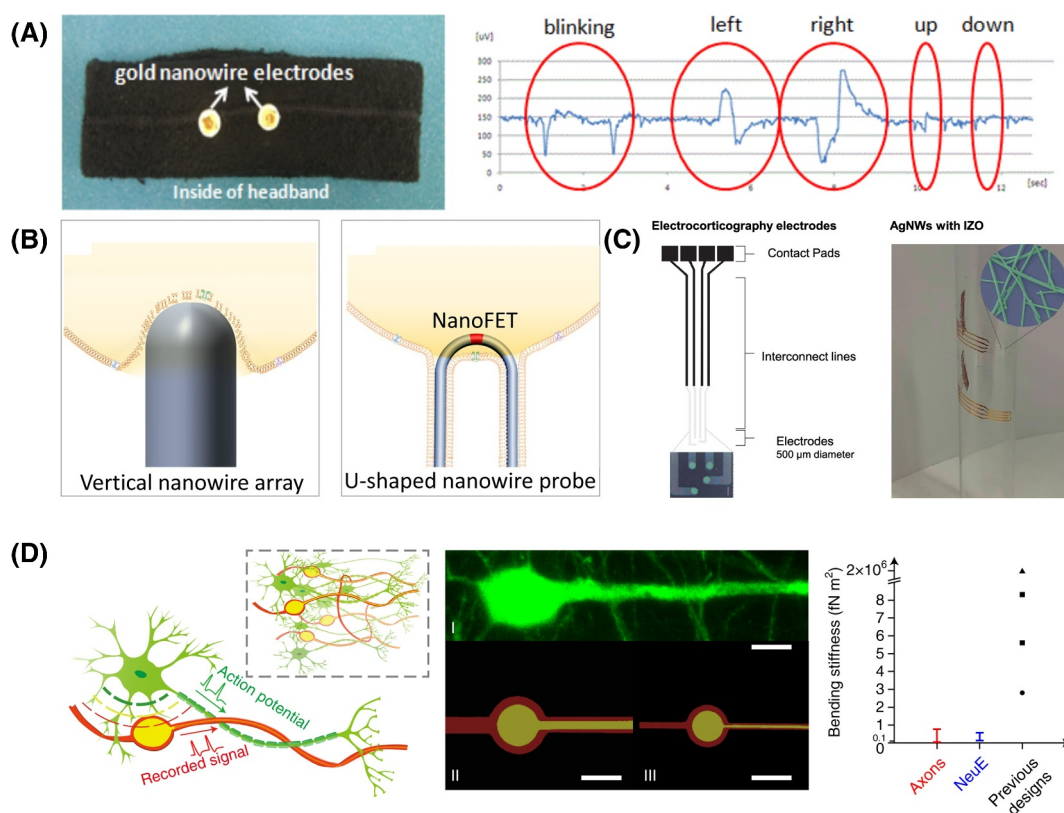 (A)
gold nanowire electrodes
Inside of headband
blinking left right up down
[uV]
300
250
200
150
100
50
0
0 2 4 6 8 10 12 [sec]
(B)
Vertical nanowire array
NanoFET
U-shaped nanowire probe
(C)
Electrocorticography electrodes
Contact Pads
Interconnect lines
Electrodes
500 µm diameter
AgNWs with IZO
(D)
Action potential
Recorded signal
I
II
III
Bending stiffness (fN m²)
2×10⁶
8
7
6
5
4
3
2
1
0.1
0
Axons
NeuE
Previous
designs